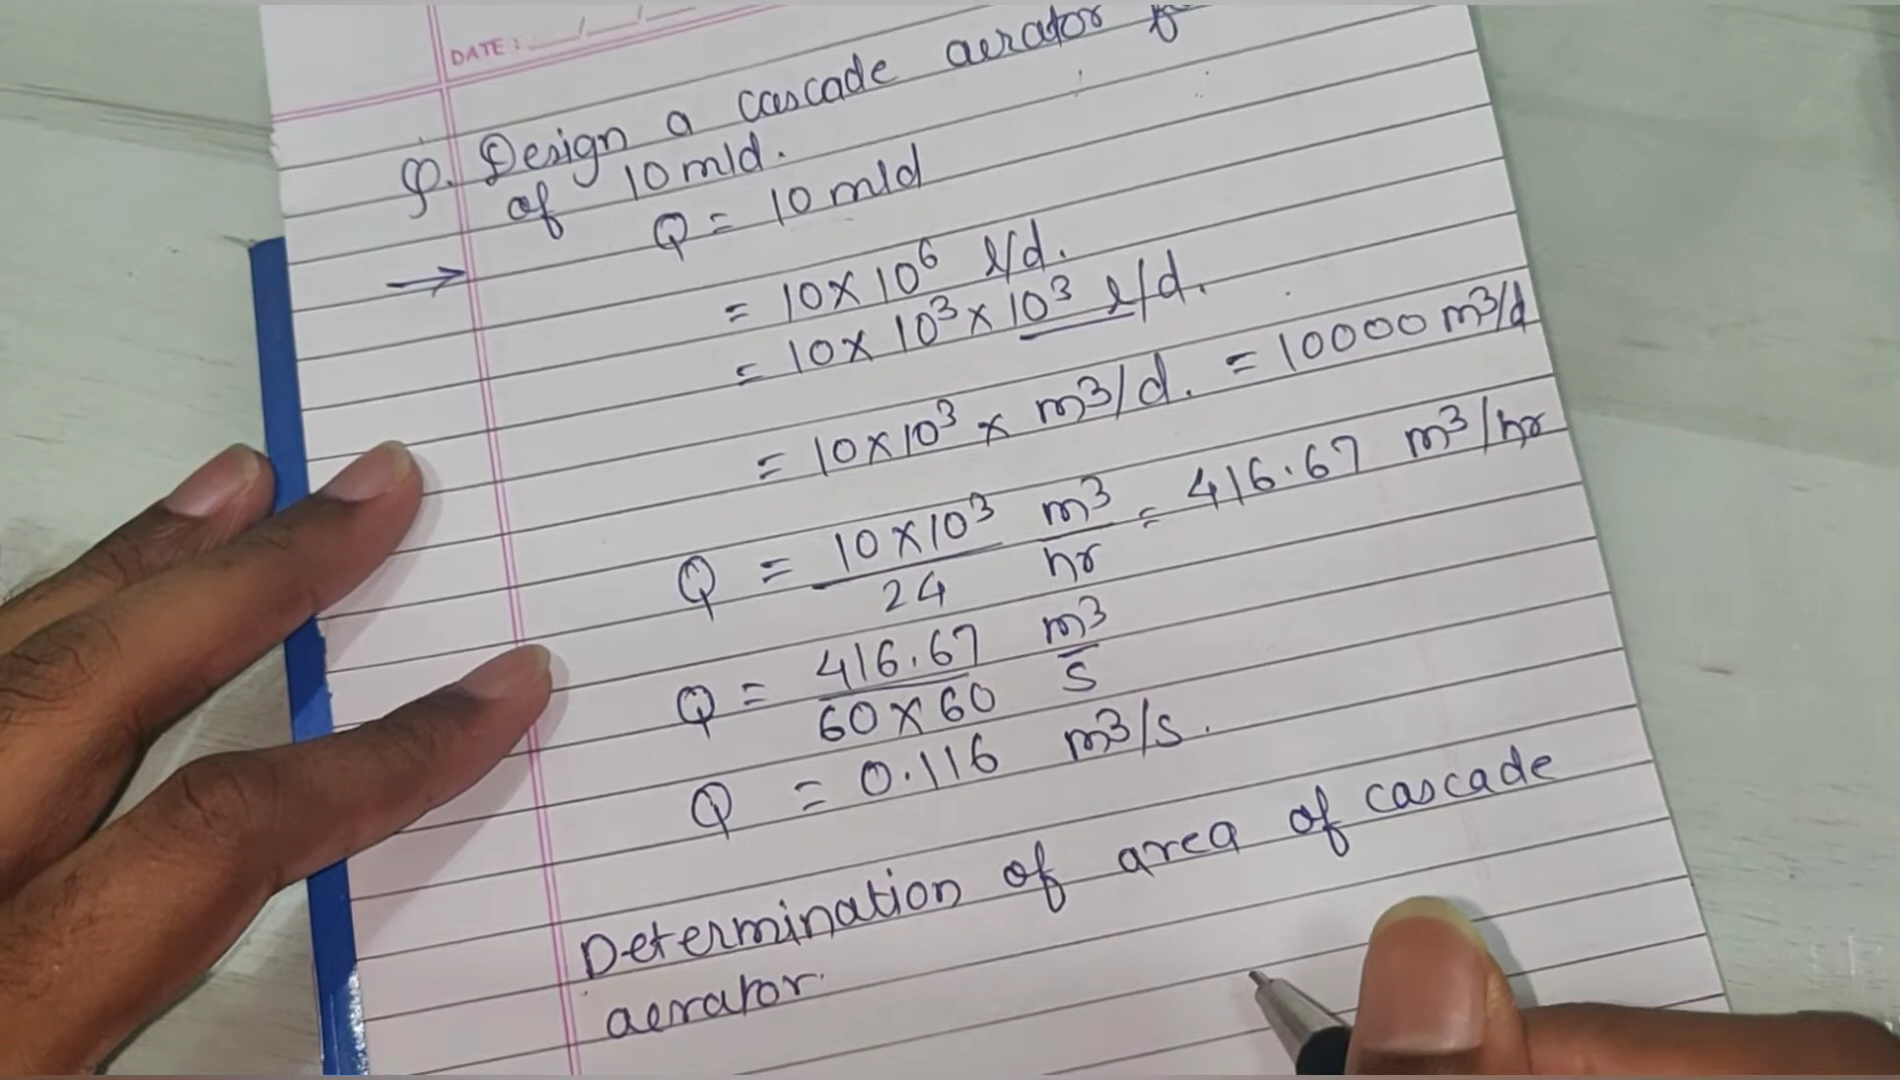 DATE:
Q. Design a cascade aerator
of 10 mld.
Q = 10 mld
= 10 × 10⁶ l/d.
= 10 × 10³ × 10³ l/d.
= 10 × 10³ × m³/d. = 10000 m³/d
Q = 10 × 10³ / 24 m³/hr = 416.67 m³/hr
Q = 416.67 / 60 × 60 m³/s
Q = 0.116 m³/s.
Determination of area of cascade
aerator.